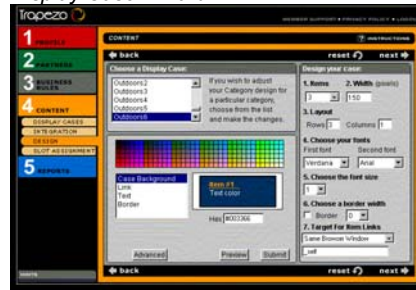 Trapezo
MEMBER SUPPORT • PRIVACY POLICY • LOGIN
1 PROFILE
2 PARTNERS
3 BUSINESS
RULES
4 CONTENT
DISPLAY CASES
INTEGRATION
DESIGN
SLOT ASSIGNMENT
5 REPORTS
CONTENT
INSTRUCTIONS
back
reset
next
Choose a Display Case:
Outdoors2
Outdoors3
Outdoors4
Outdoors5
Outdoors6
If you wish to adjust
your Category design for
a particular category,
choose from the list
and make the changes.
Case Background
Link
Text
Border
Item #1
Text color
Hex #003366
Advanced
Preview
Submit
Design your case:
1. Items 2. Width (pixels)
3 150
3. Layout
Rows 3 Columns 1
4. Choose your fonts
First font Second font
Verdana Arial
5. Choose the font size
1
6. Choose a border width
Border 0
7. Target For Item Links
Same Browser Window
_self
back
reset
next